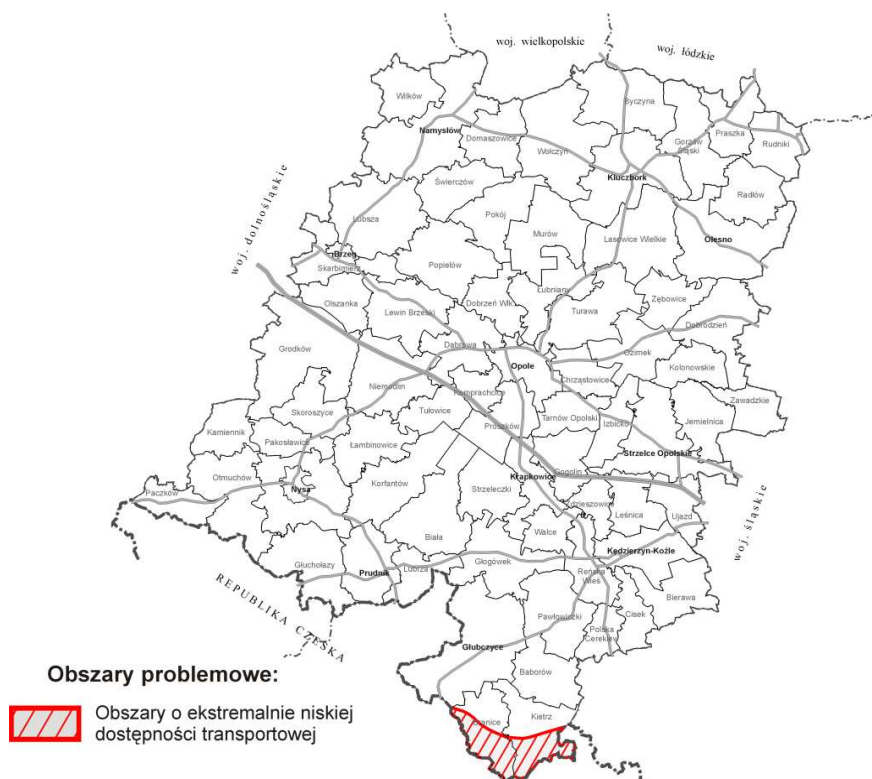 woj. wielkopolskie
woj. łódzkie
Wilków
Byczyna
Namysłów
Domaszowice
Wołczyn
Gorzów
Śląski
Praszka
Rudniki
Kluczbork
Radłów
Świerczów
Pokój
Lubsza
Murów
Lasowice Wielkie
Olesno
woj. dolnośląskie
Brzeg
Skarbimierz
Popielów
Olszanka
Lewin Brzeski
Dobrzeń Wlk.
Łubniany
Turawa
Zębowice
Dobrodzień
Grodków
Dąbrowa
Opole
Ozimek
Kolonowskie
Niemodlin
Komprachcice
Chrząstowice
Zawadzkie
Skoroszyce
Tułowice
Prószków
Tarnów Opolski
Izbicko
Jemielnica
Kamiennik
Pakosławice
Łambinowice
Strzelce Opolskie
Otmuchów
Gogolin
Krapkowice
Paczków
Nysa
Korfantów
Strzeleczki
Zdzieszowice
Leśnica
Ujazd
woj. śląskie
Biała
Walce
Kędzierzyn-Koźle
Głuchołazy
Prudnik
Lubrza
Głogówek
Reńska
Wieś
Bierawa
REPUBLIKA CZESKA
Pawłowiczki
Cisek
Polska
Cerekiew
Głubczyce
Baborów
Obszary problemowe:
Kietrz
Obszary o ekstremalnie niskiej
dostępności transportowej